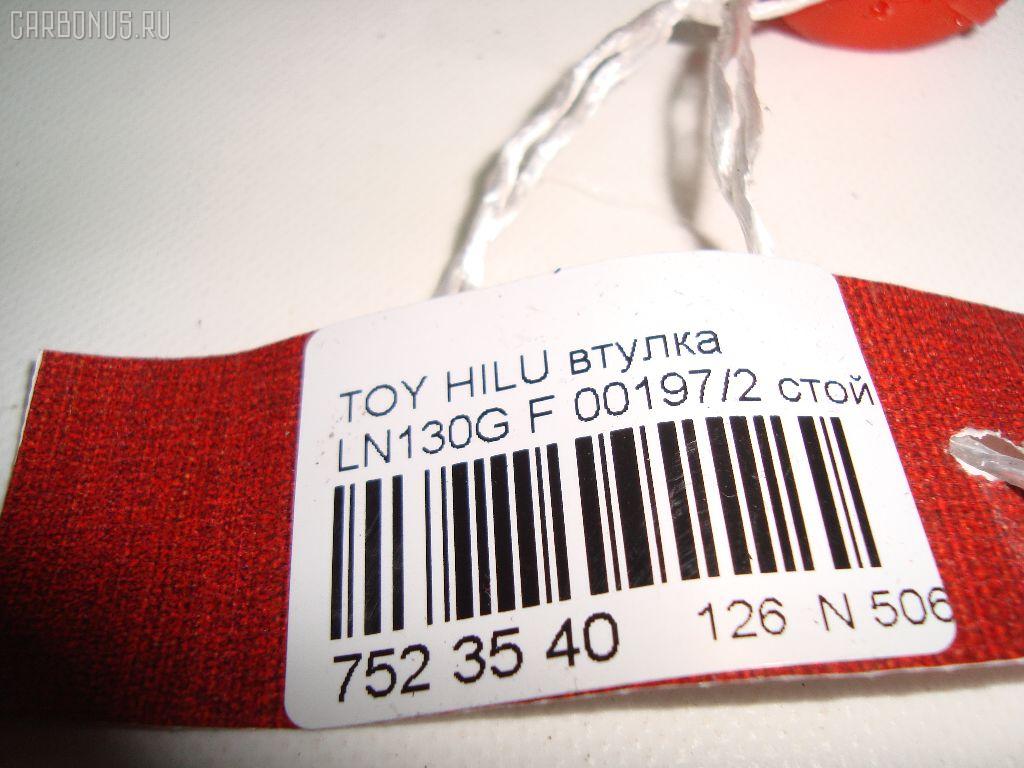 CARBONUS.RU
TOY HILU втулка
LN130G F 00197/2 стой
752 35 40 126 N 506